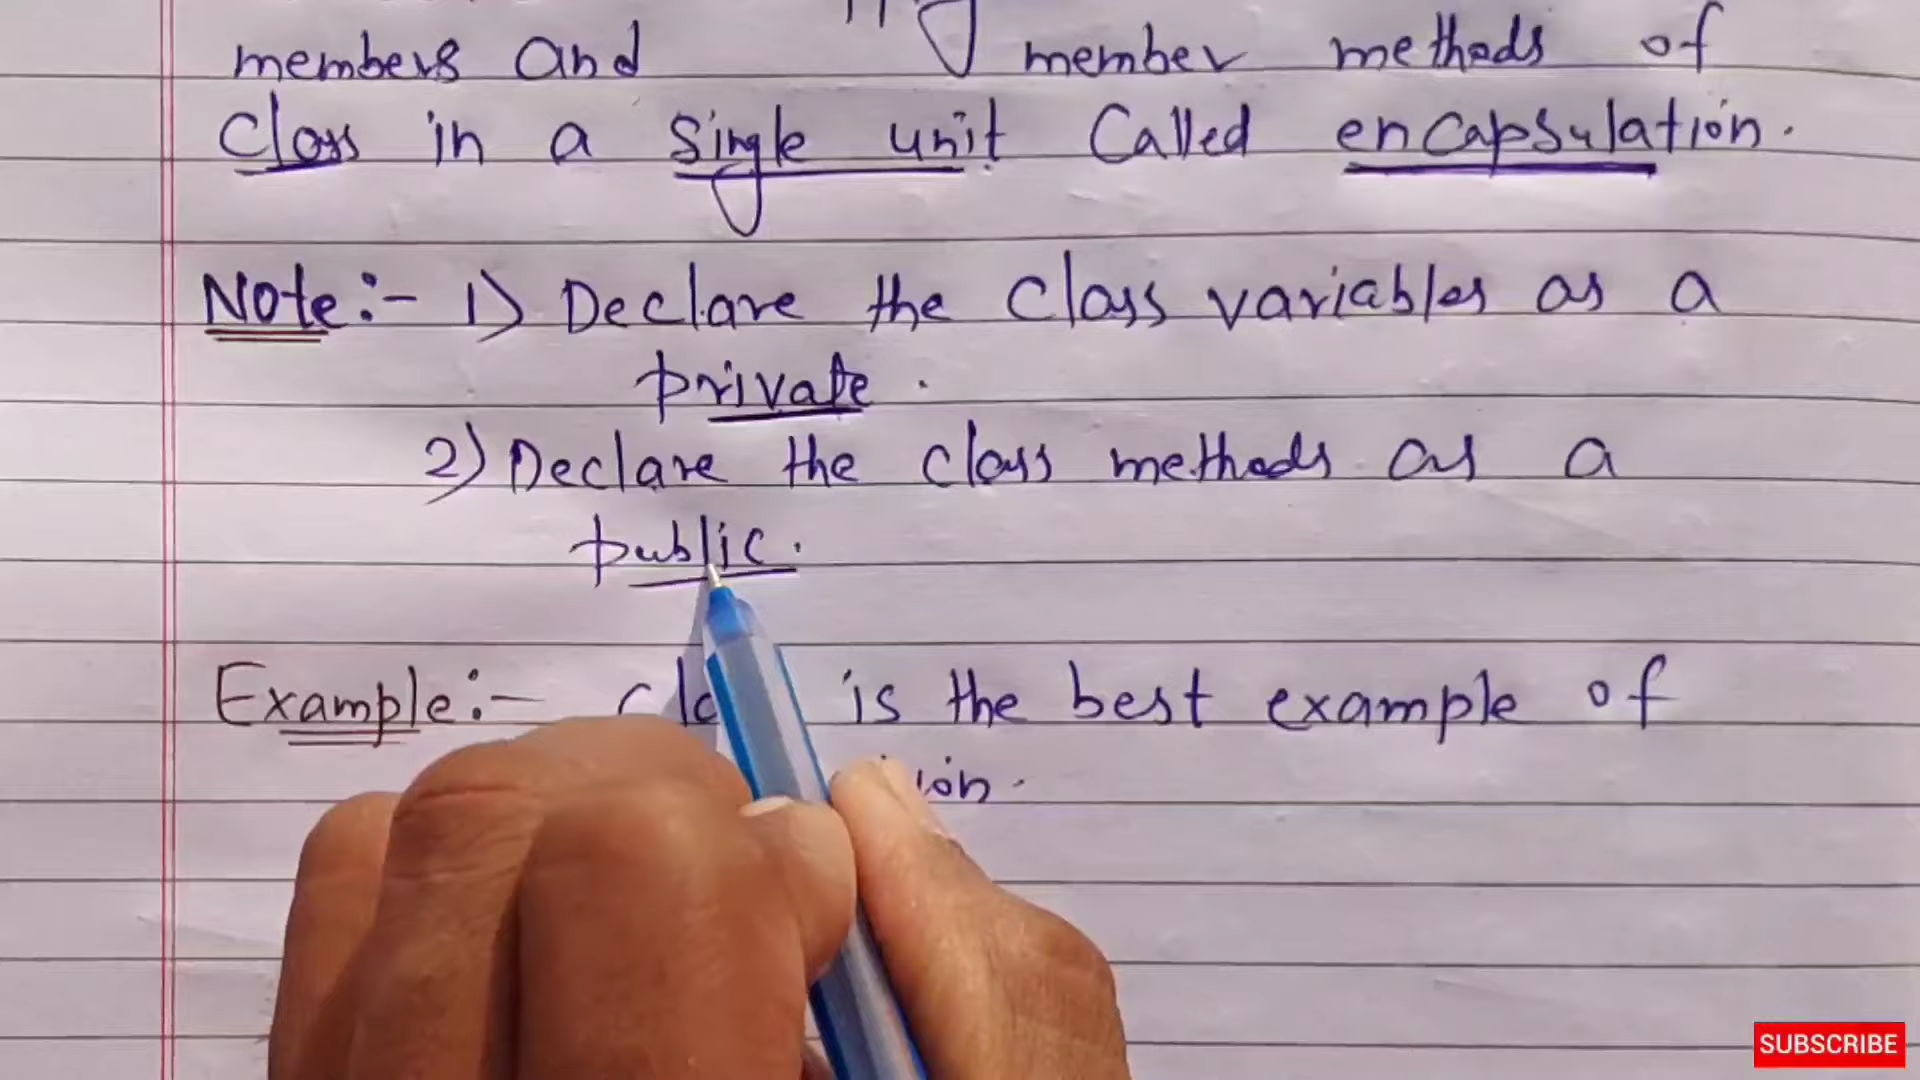 members and member methods of
class in a single unit called encapsulation.
Note:- 1) Declare the class variables as a
private.
2) Declare the class methods as a
public.
Example:- is the best example of
SUBSCRIBE